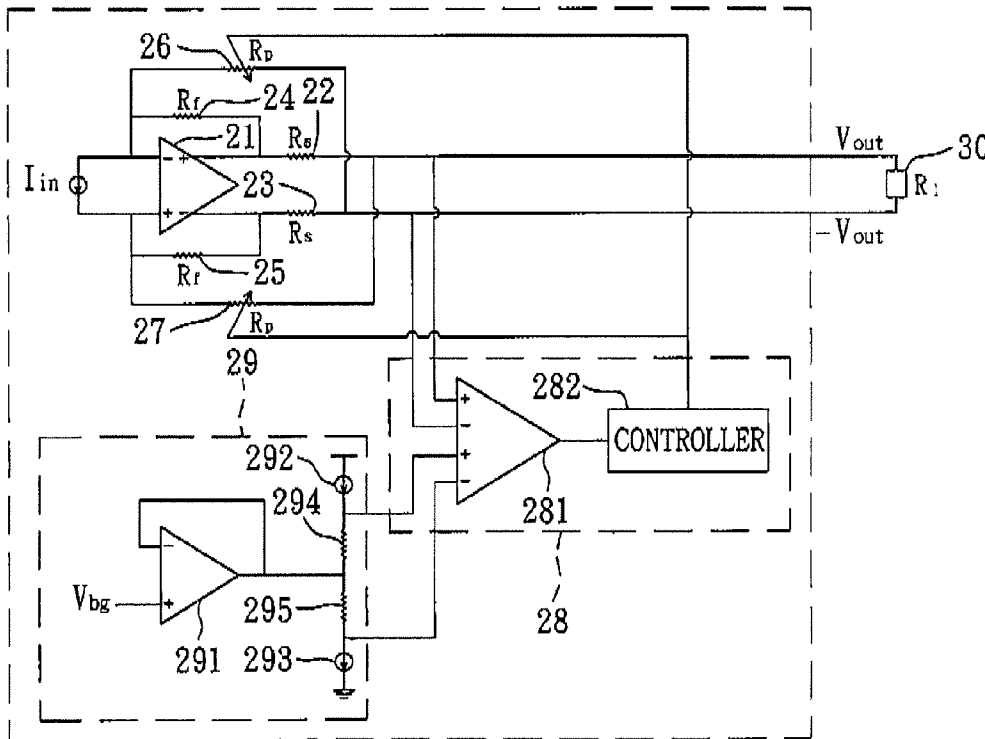 26
Rp
Rf
24
22
21
Rs
Vout
30
Iin
- +
23
R1
+ -
Rs
-Vout
Rf
25
27
Rp
29
282
+
-
+
-
CONTROLLER
292
294
281
-
Vbg
+
295
28
291
293